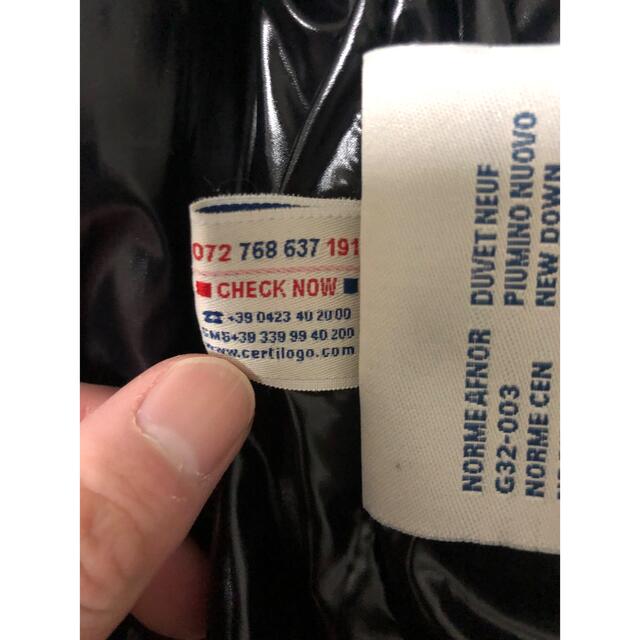 072 768 637 191
CHECK NOW
☎ +39 0423 40 20 00
SMS+39 339 99 40 200
www.certilogo.com
NORME AFNOR DUVET NEUF
G32-003 PIUMINO NUOVO
NORME CEN NEW DOWN